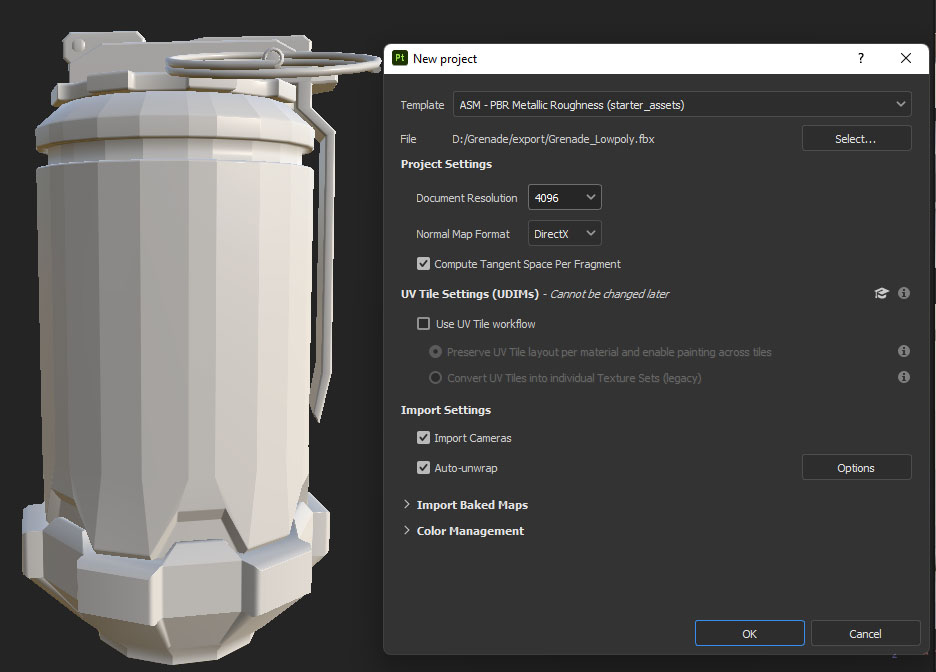 Pt New project ?
Template ASM - PBR Metallic Roughness (starter_assets)
File D:/Grenade/export/Grenade_Lowpoly.fbx Select...
Project Settings
Document Resolution 4096
Normal Map Format DirectX
Compute Tangent Space Per Fragment
UV Tile Settings (UDIMs) - Cannot be changed later
Use UV Tile workflow
Preserve UV Tile layout per material and enable painting across tiles
Convert UV Tiles into individual Texture Sets (legacy)
Import Settings
Import Cameras
Auto-unwrap Options
Import Baked Maps
Color Management
OK Cancel